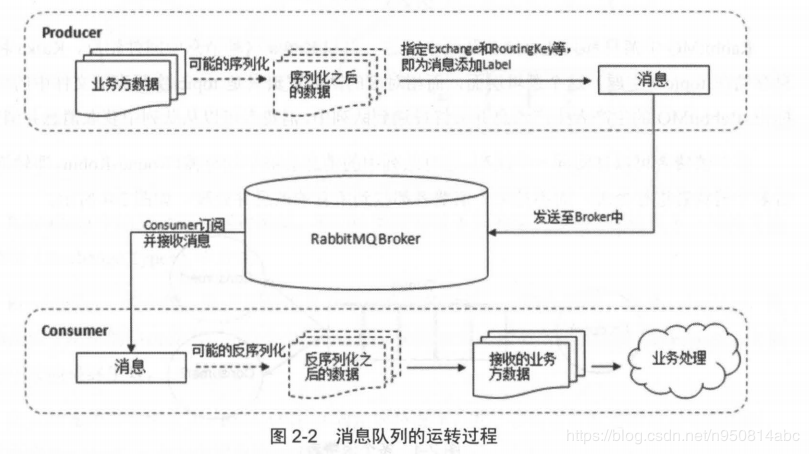 Producer
业务方数据
可能的序列化
序列化之后
的数据
指定Exchange和RoutingKey等，
即为消息添加Label
消息
发送至Broker中
RabbitMQBroker
Consumer订阅
并接收消息
Consumer
消息
可能的反序列化
反序列化之
后的数据
接收的业务
方数据
业务处理
图 2-2 消息队列的运转过程
https://blog.csdn.net/n950814abc